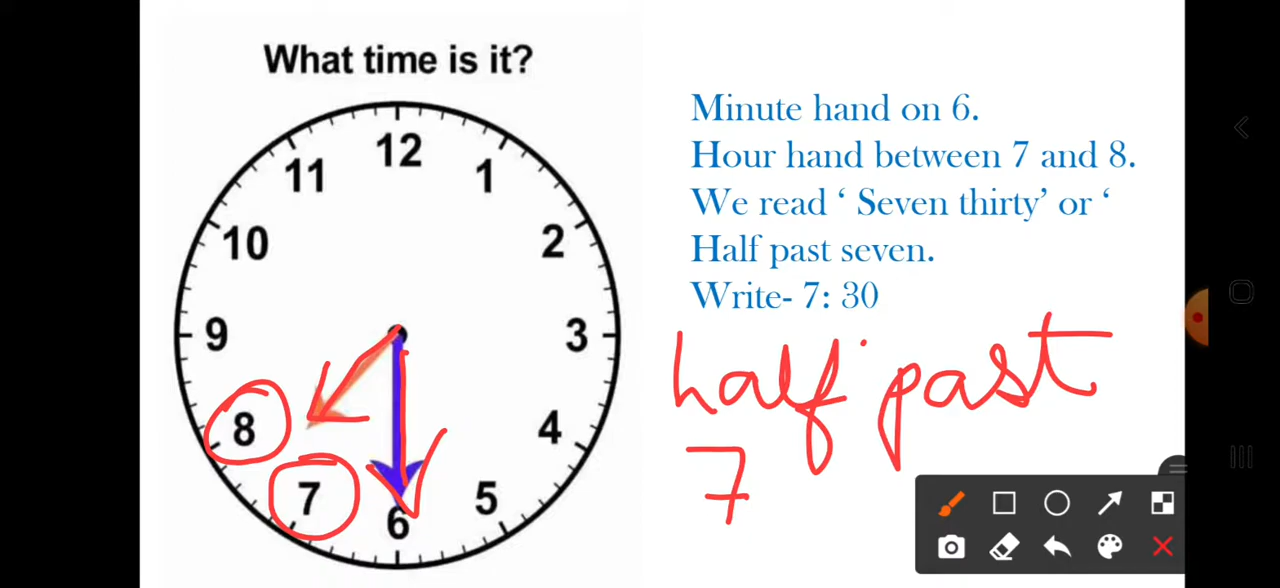 What time is it?
12
11
1
10
2
9
3
8
4
7
5
6
Minute hand on 6.
Hour hand between 7 and 8.
We read ‘ Seven thirty’ or ‘
Half past seven.
Write- 7: 30
half past
7